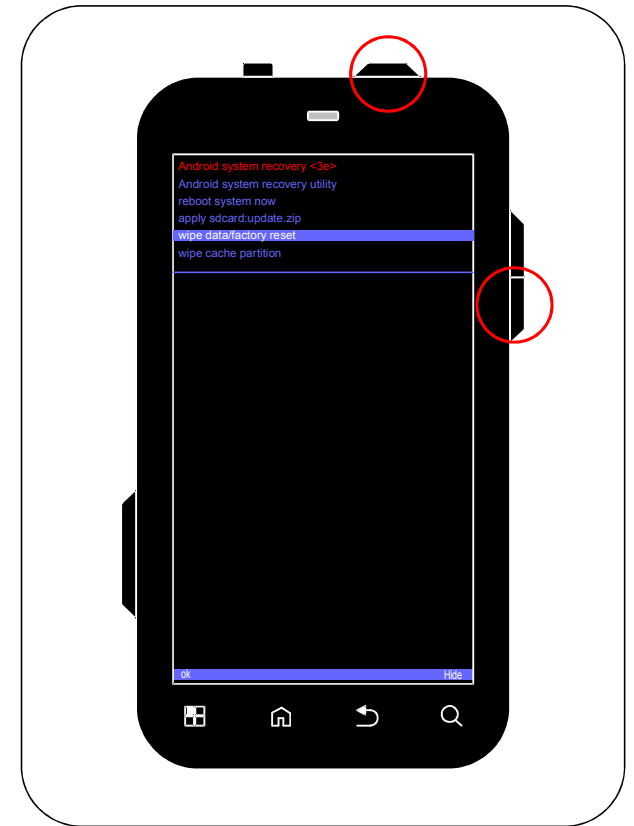 Android system recovery <3e>
Android system recovery utility
reboot system now
apply sdcard:update.zip
wipe data/factory reset
wipe cache partition
ok Hide